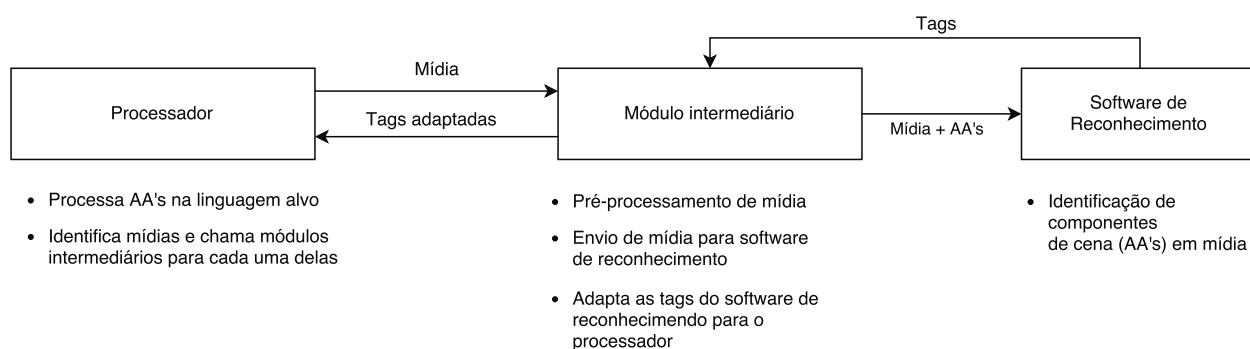 Tags
Mídia
Processador
Tags adaptadas
Módulo intermediário
Mídia + AA's
Software de
Reconhecimento
• Processa AA's na linguagem alvo
• Identifica mídias e chama módulos
intermediários para cada uma delas
• Pré-processamento de mídia
• Envio de mídia para software
de reconhecimento
• Adapta as tags do software de
reconhecimendo para o
processador
• Identificação de
componentes
de cena (AA's) em mídia